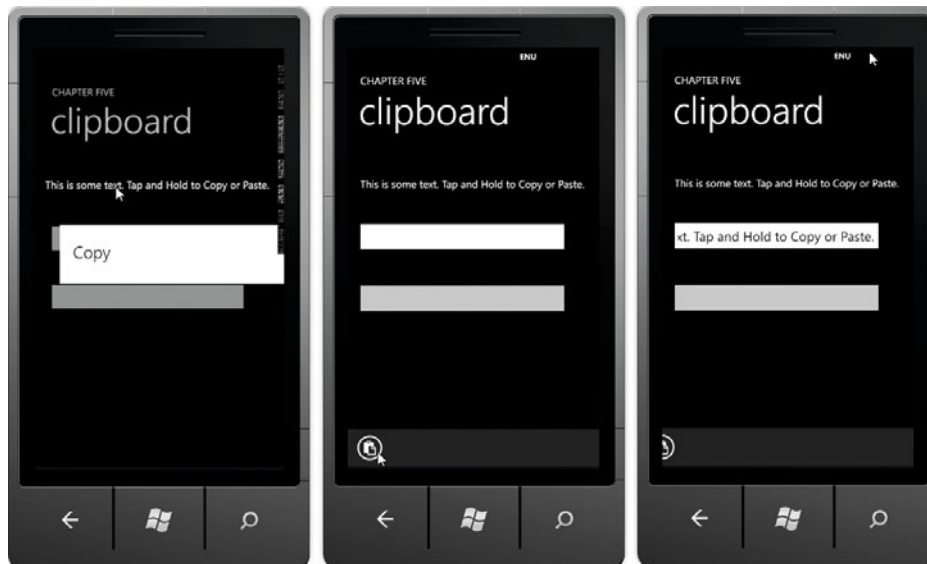 CHAPTER FIVE
clipboard
This is some text. Tap and Hold to Copy or Paste.
Copy
ENU
CHAPTER FIVE
clipboard
This is some text. Tap and Hold to Copy or Paste.
ENU
CHAPTER FIVE
clipboard
This is some text. Tap and Hold to Copy or Paste.
xt. Tap and Hold to Copy or Paste.